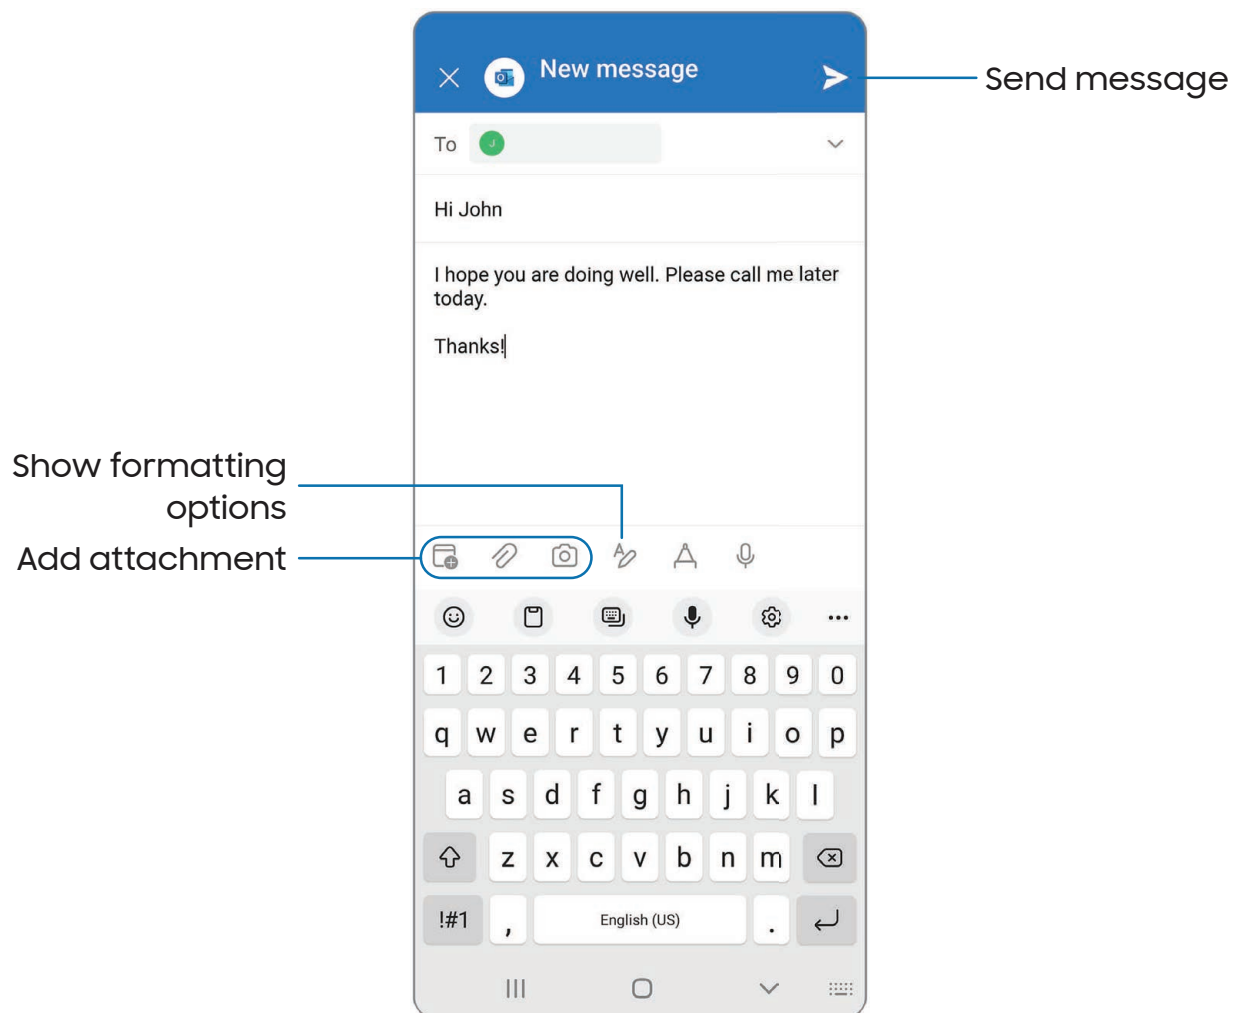 New message
Send message
To J
Hi John
I hope you are doing well. Please call me later
today.
Thanks!
Show formatting
options
Add attachment
1 2 3 4 5 6 7 8 9 0
q w e r t y u i o p
a s d f g h j k l
z x c v b n m
!#1 , English (US) .